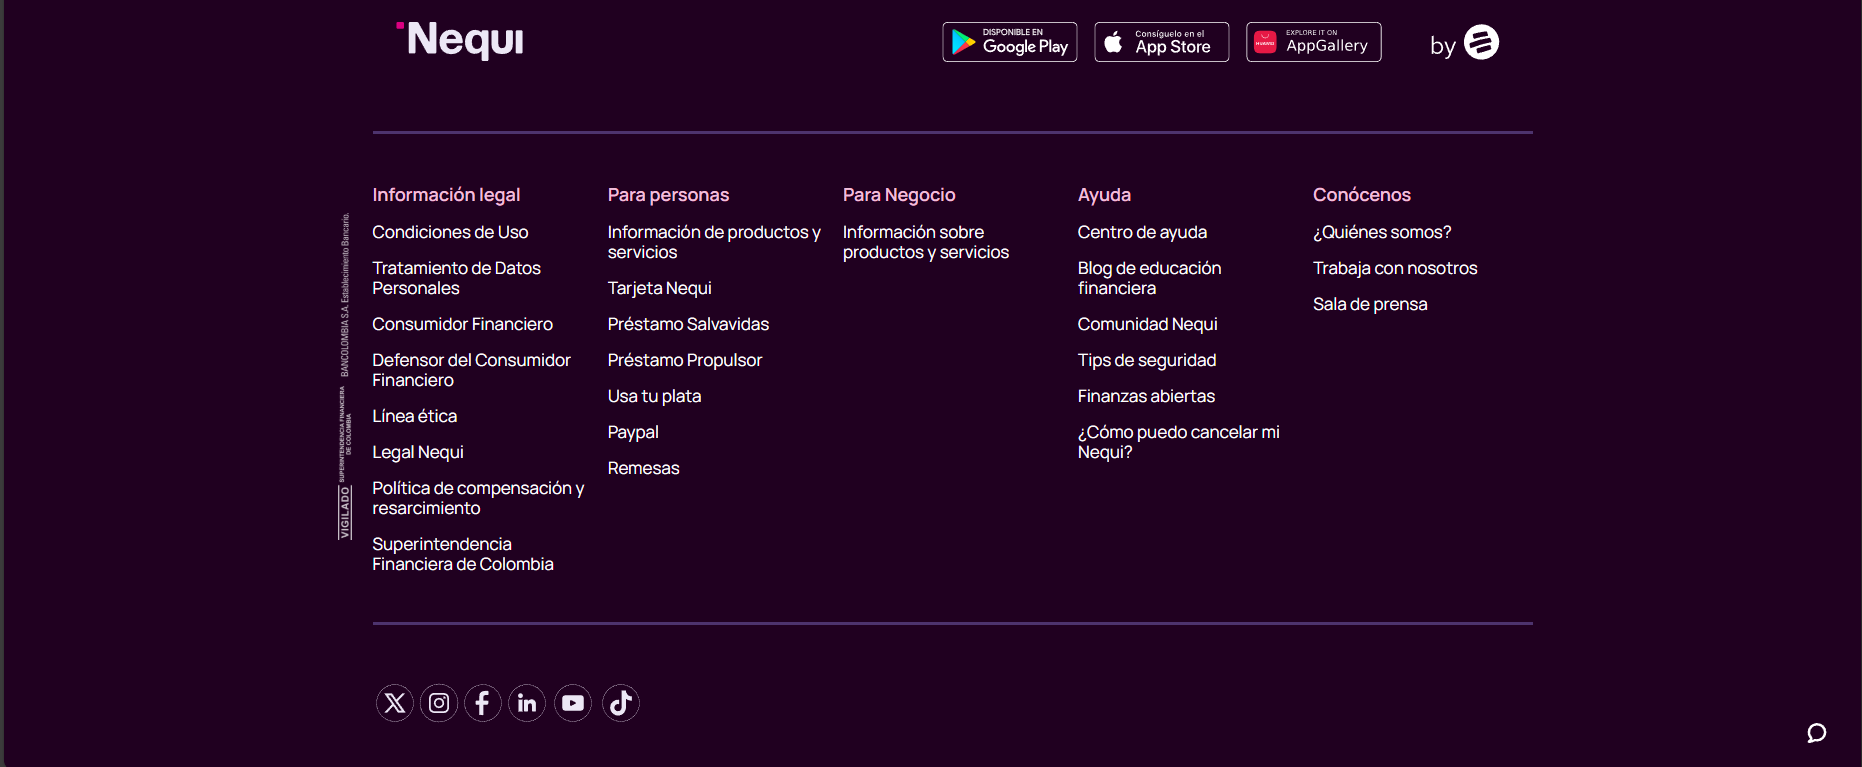 Nequi
DISPONIBLE EN
Google Play
Consíguelo en el
App Store
HUAWEI
EXPLORE IT ON
AppGallery
by
VIGILADO
SUPERINTENDENCIA FINANCIERA
DE COLOMBIA
BANCOLOMBIA S.A. Establecimiento Bancario.
Información legal
Condiciones de Uso
Tratamiento de Datos
Personales
Consumidor Financiero
Defensor del Consumidor
Financiero
Línea ética
Legal Nequi
Política de compensación y
resarcimiento
Superintendencia
Financiera de Colombia
Para personas
Información de productos y
servicios
Tarjeta Nequi
Préstamo Salvavidas
Préstamo Propulsor
Usa tu plata
Paypal
Remesas
Para Negocio
Información sobre
productos y servicios
Ayuda
Centro de ayuda
Blog de educación
financiera
Comunidad Nequi
Tips de seguridad
Finanzas abiertas
¿Cómo puedo cancelar mi
Nequi?
Conócenos
¿Quiénes somos?
Trabaja con nosotros
Sala de prensa